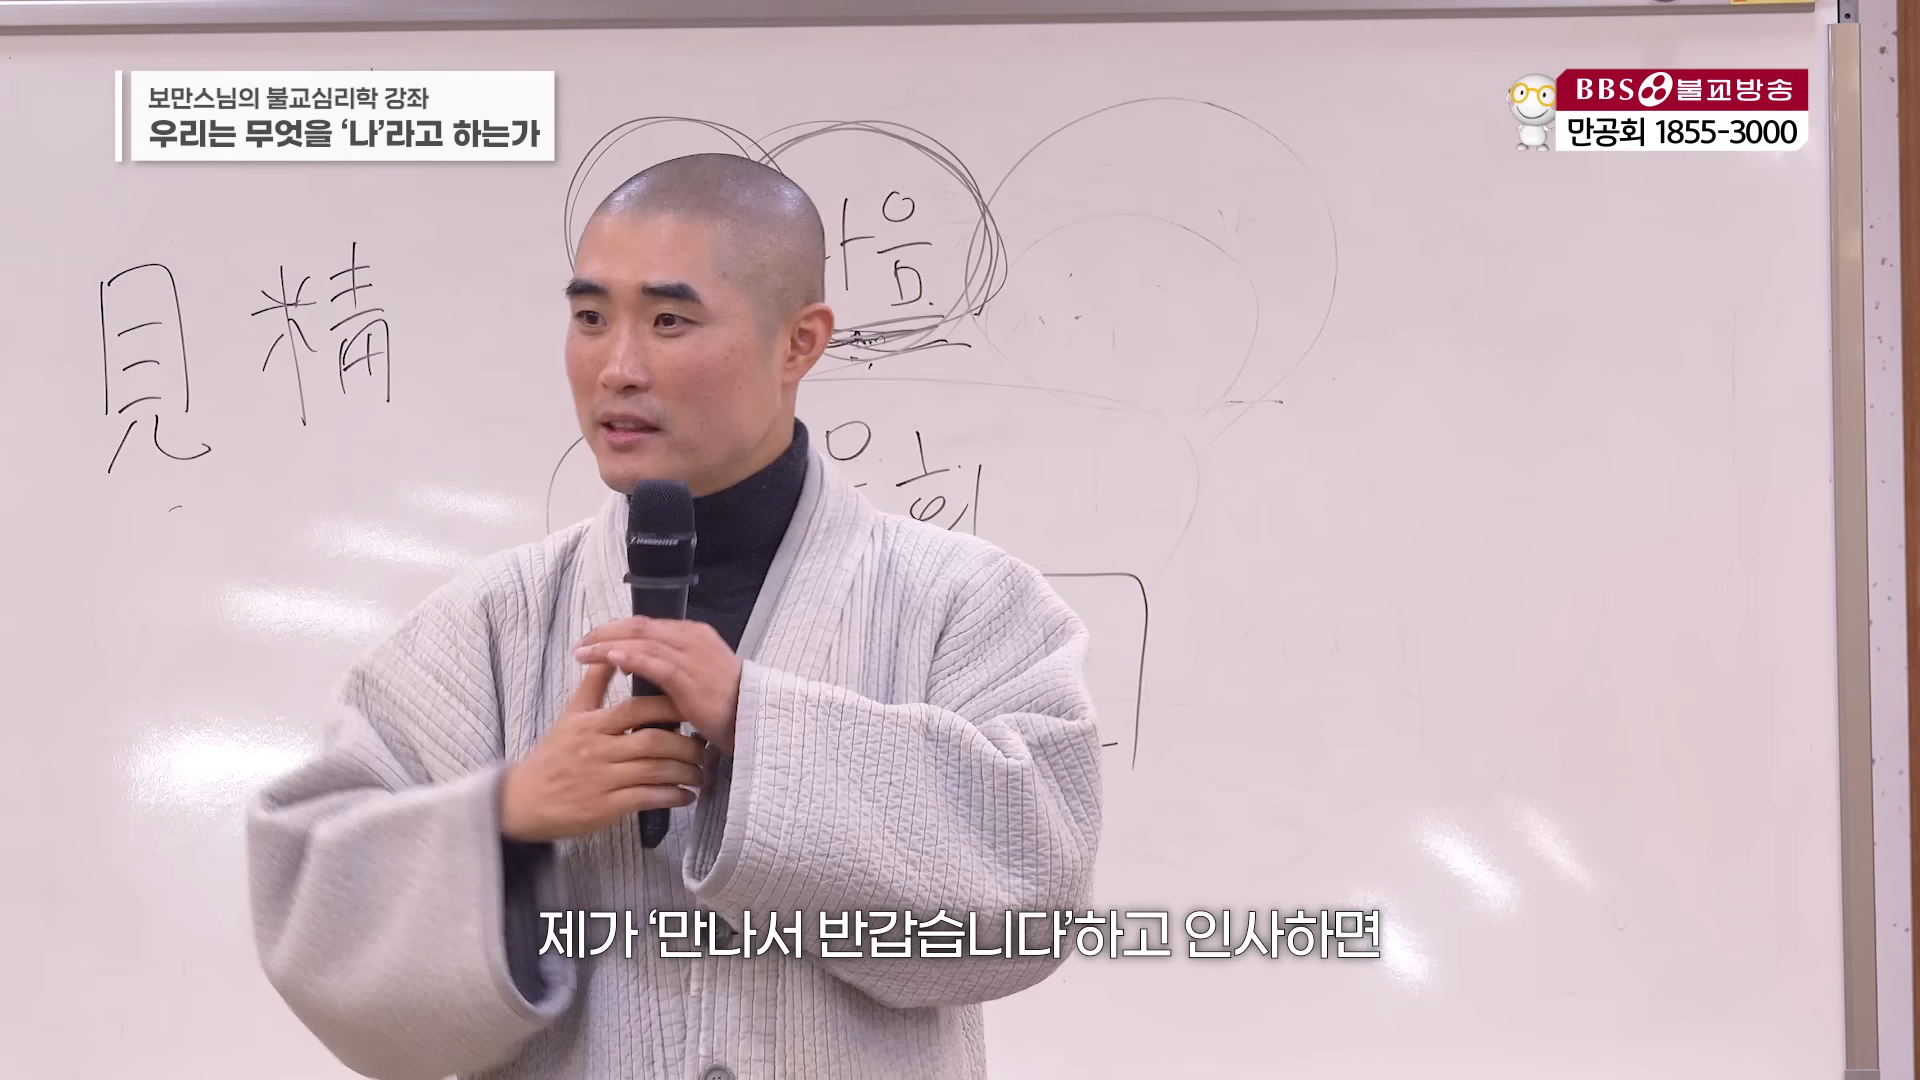 보만스님의 불교심리학 강좌
우리는 무엇을 ‘나’라고 하는가
BBS 불교방송
만공회 1855-3000
見精
음
제가 ‘만나서 반갑습니다’하고 인사하면